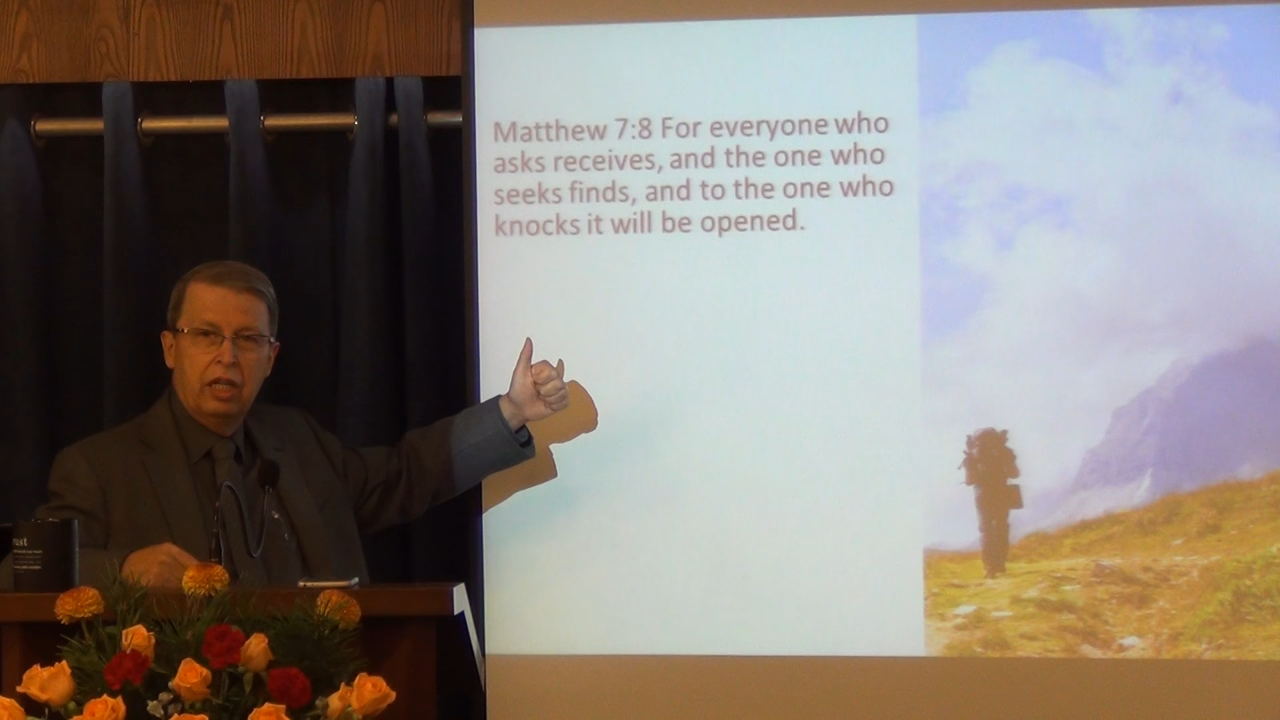 Matthew 7:8 For everyone who
asks receives, and the one who
seeks finds, and to the one who
knocks it will be opened.